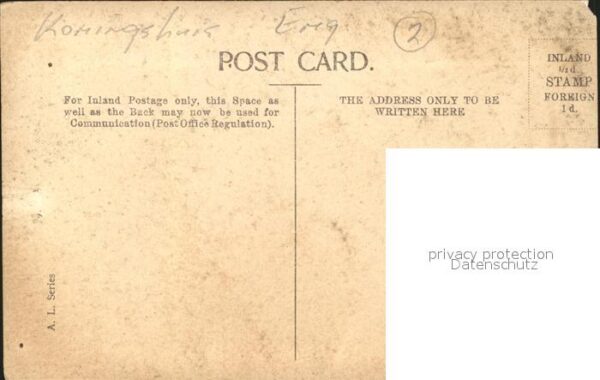 Eng 2
POST CARD.
For Inland Postage only, this Space as
well as the Back may now be used for
Communication (Post Office Regulation).
THE ADDRESS ONLY TO BE
WRITTEN HERE
INLAND
½d.
STAMP
FOREIGN
1d.
A. L. Series
39.
privacy protection
Datenschutz